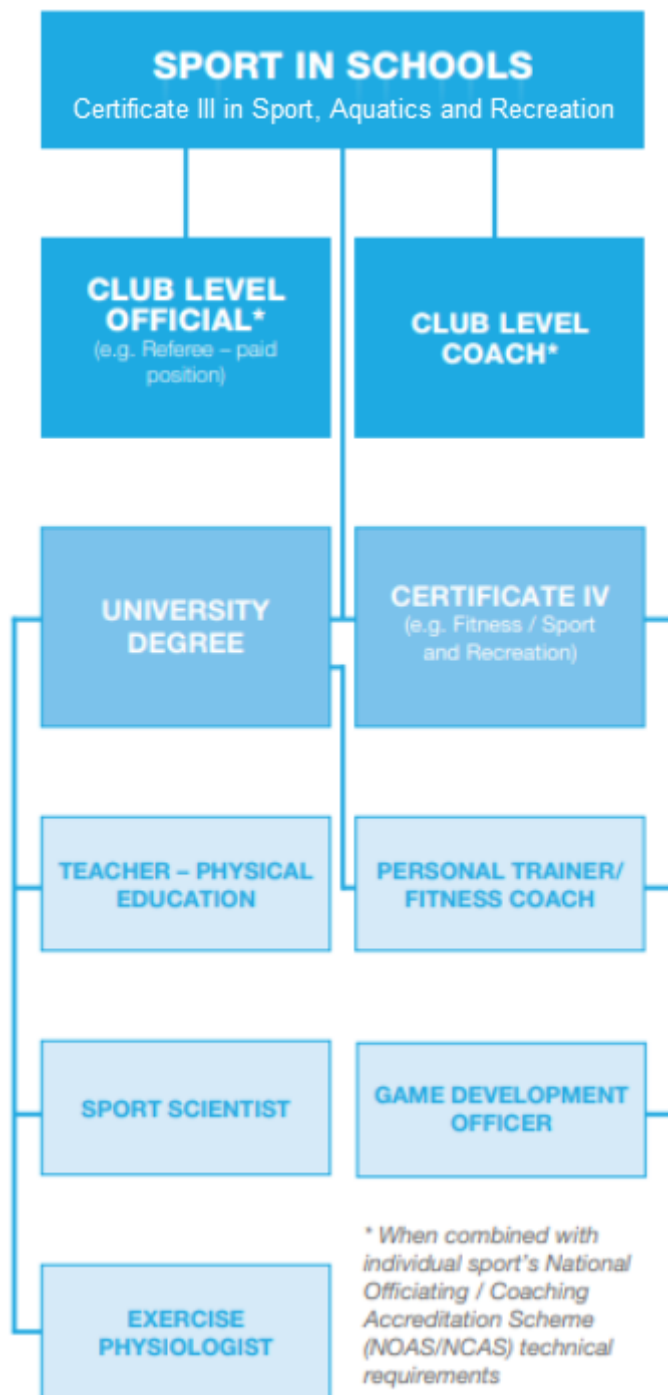 SPORT IN SCHOOLS
Certificate III in Sport, Aquatics and Recreation
CLUB LEVEL
OFFICIAL*
(e.g. Referee – paid
position)
CLUB LEVEL
COACH*
UNIVERSITY
DEGREE
CERTIFICATE IV
(e.g. Fitness / Sport
and Recreation)
TEACHER – PHYSICAL
EDUCATION
PERSONAL TRAINER/
FITNESS COACH
SPORT SCIENTIST
GAME DEVELOPMENT
OFFICER
EXERCISE
PHYSIOLOGIST
* When combined with
individual sport's National
Officiating / Coaching
Accreditation Scheme
(NOAS/NCAS) technical
requirements